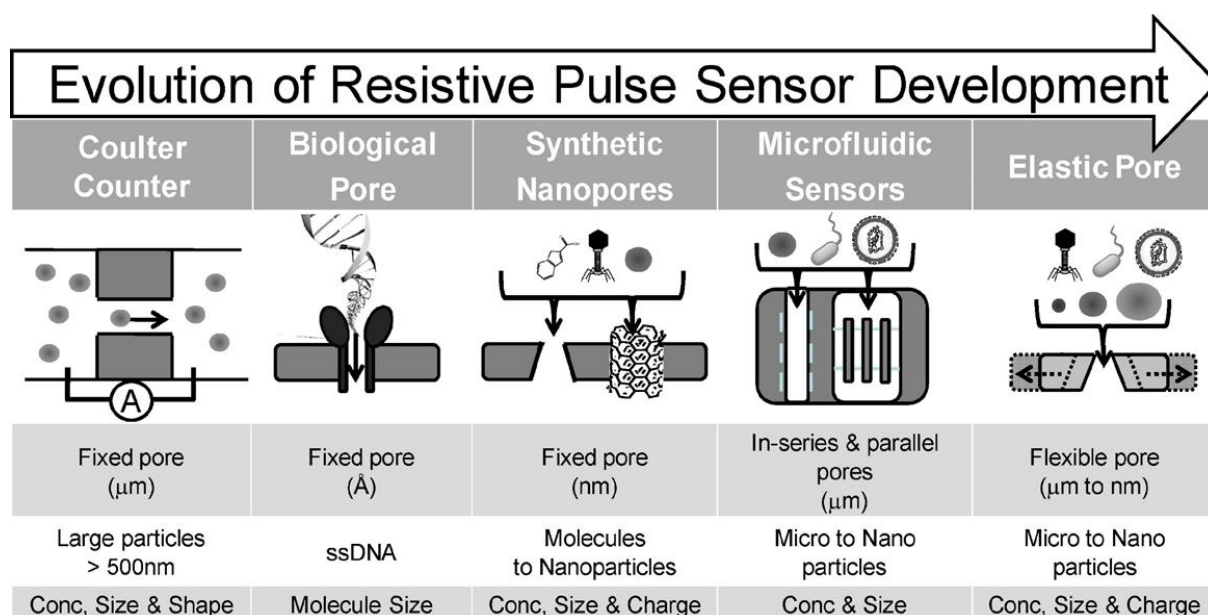 Evolution of Resistive Pulse Sensor Development
Coulter
Counter
Biological
Pore
Synthetic
Nanopores
Microfluidic
Sensors
Elastic Pore
A
Fixed pore
(μm)
Fixed pore
(Å)
Fixed pore
(nm)
In-series & parallel
pores
(μm)
Flexible pore
(μm to nm)
Large particles
> 500nm
ssDNA
Molecules
to Nanoparticles
Micro to Nano
particles
Micro to Nano
particles
Conc, Size & Shape
Molecule Size
Conc, Size & Charge
Conc & Size
Conc, Size & Charge